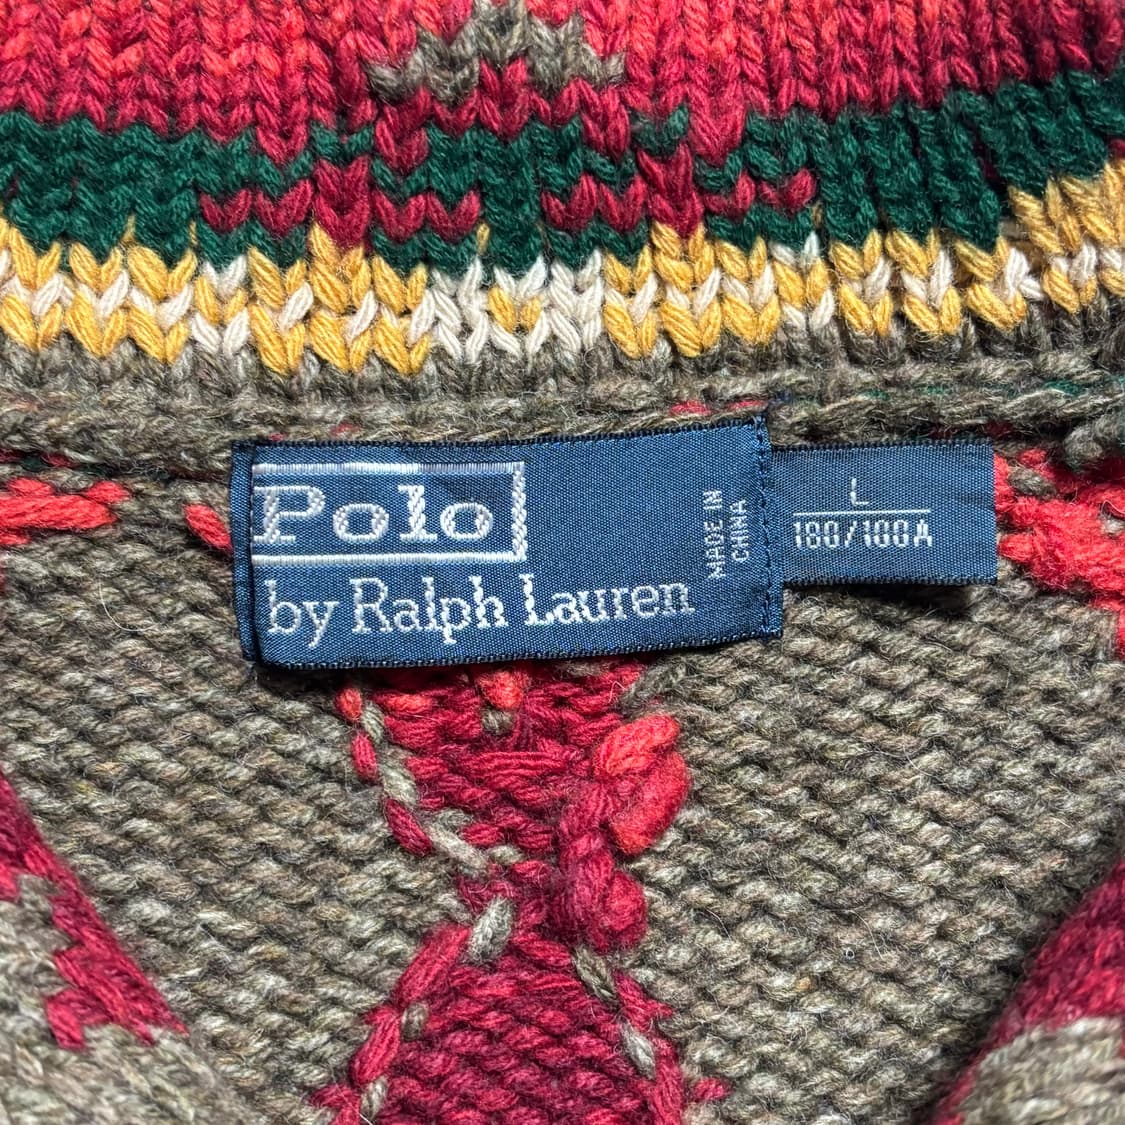 Polo
by Ralph Lauren
MADE IN
CHINA
L
180/100A